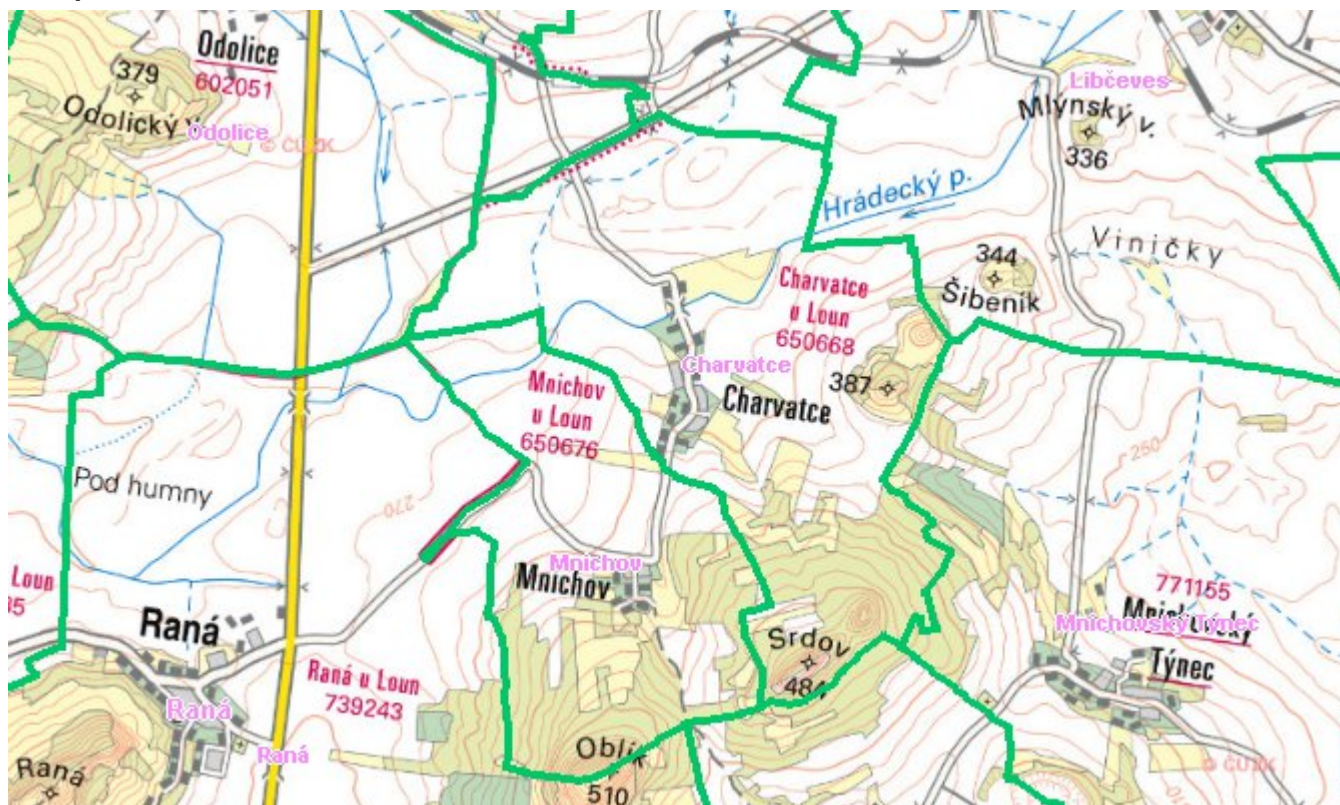 Odolice
602051
379
Odolický
Odolice
© ČÚZK
Libčeves
Mlýnský v.
336
Hrádecký p.
Viničky
344
Šibeník
Charvatce
u Loun
650668
Charvatce
387
Charvatce
Mnichov
u Loun
650676
Pod humny
270
250
Loun
Mnichov
Mnichov
771155
Mnichovský Týnec
Týnec
Raná
Srdov
484
Raná u Loun
739243
Raná
Raná
Oblík
510
Raná
© ČÚZK